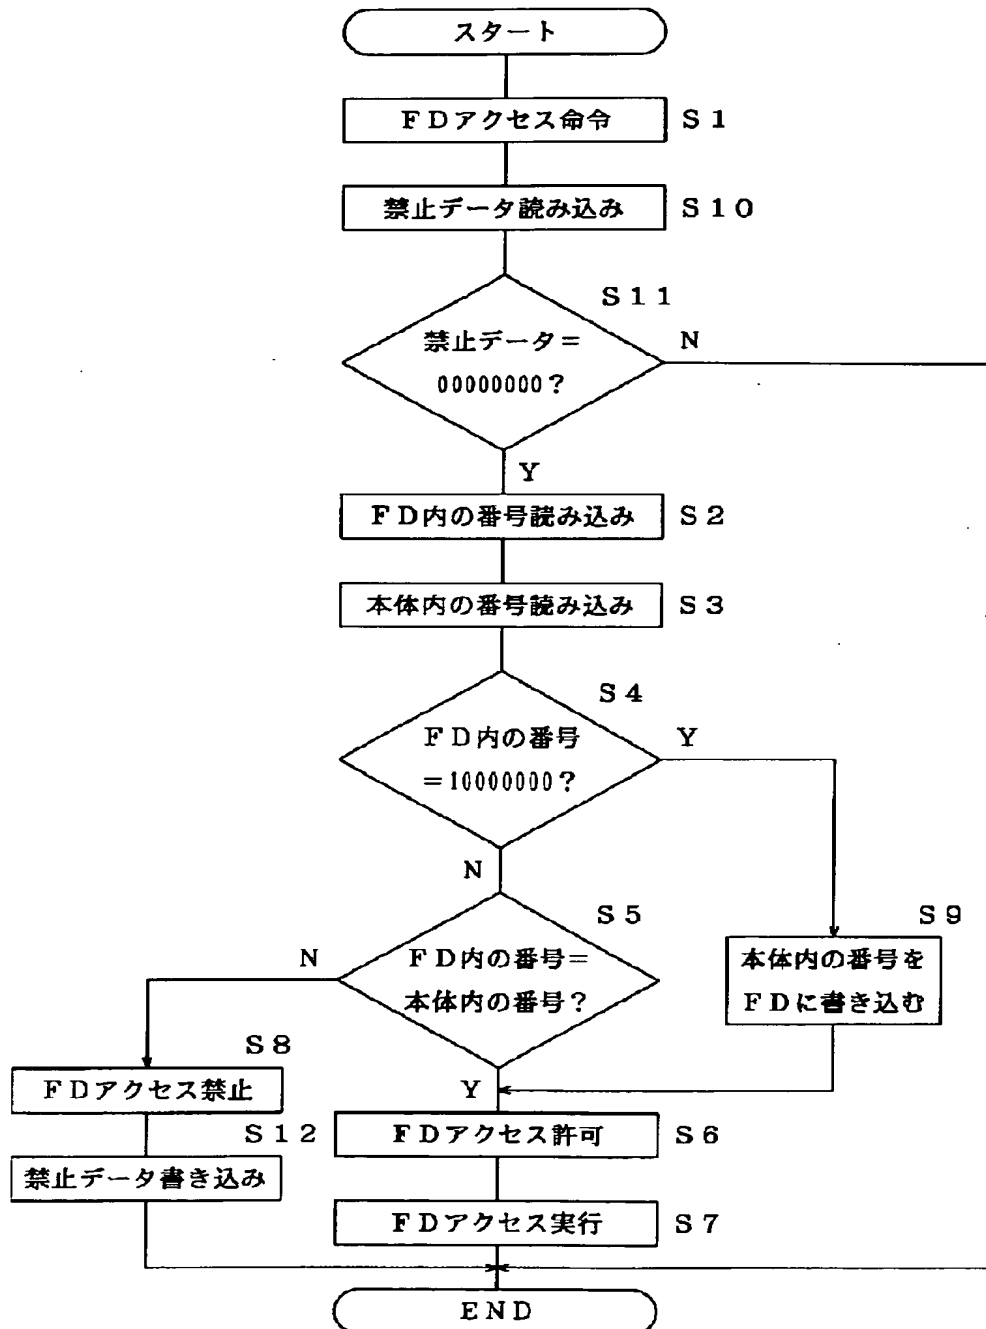 スタート
FDアクセス命令 S1
禁止データ読み込み S10
S11
禁止データ= N
00000000?
Y
FD内の番号読み込み S2
本体内の番号読み込み S3
S4
FD内の番号 Y
=10000000?
N
S5 S9
N FD内の番号= 本体内の番号を
本体内の番号? FDに書き込む
S8
FDアクセス禁止 Y
S12 FDアクセス許可 S6
禁止データ書き込み
FDアクセス実行 S7
END